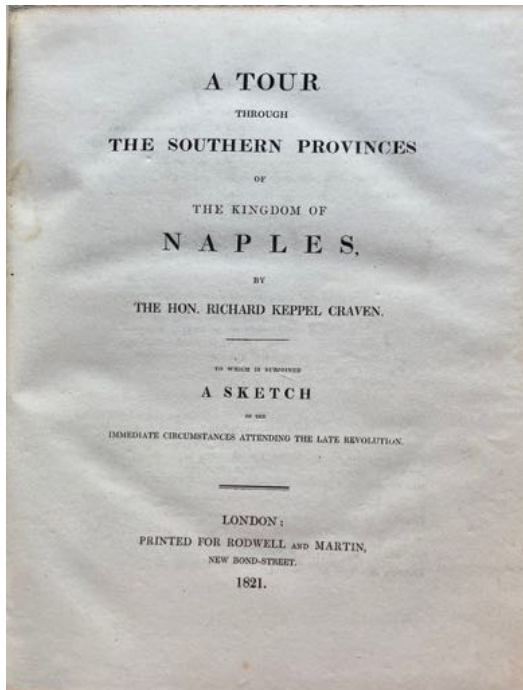 A TOUR
THROUGH
THE SOUTHERN PROVINCES
OF
THE KINGDOM OF
NAPLES,
BY
THE HON. RICHARD KEPPEL CRAVEN.
TO WHICH IS SUBJOINED
A SKETCH
OF THE
IMMEDIATE CIRCUMSTANCES ATTENDING THE LATE REVOLUTION.
LONDON:
PRINTED FOR RODWELL AND MARTIN,
NEW BOND-STREET.
1821.